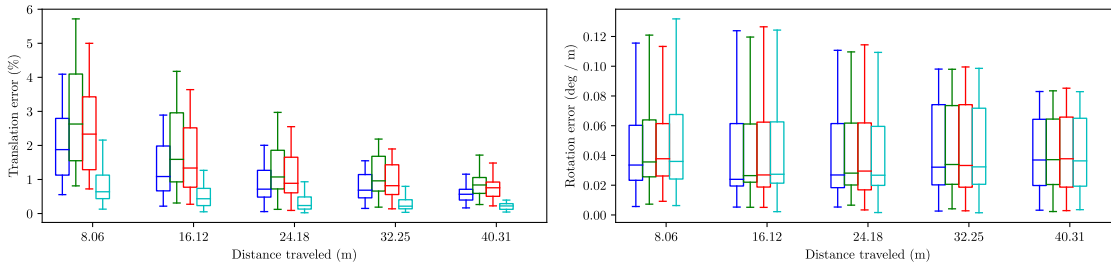 Translation error (%)
6
5
4
3
2
1
0
8.06 16.12 24.18 32.25 40.31
Distance traveled (m)
Rotation error (deg / m)
0.12
0.10
0.08
0.06
0.04
0.02
0.00
8.06 16.12 24.18 32.25 40.31
Distance traveled (m)